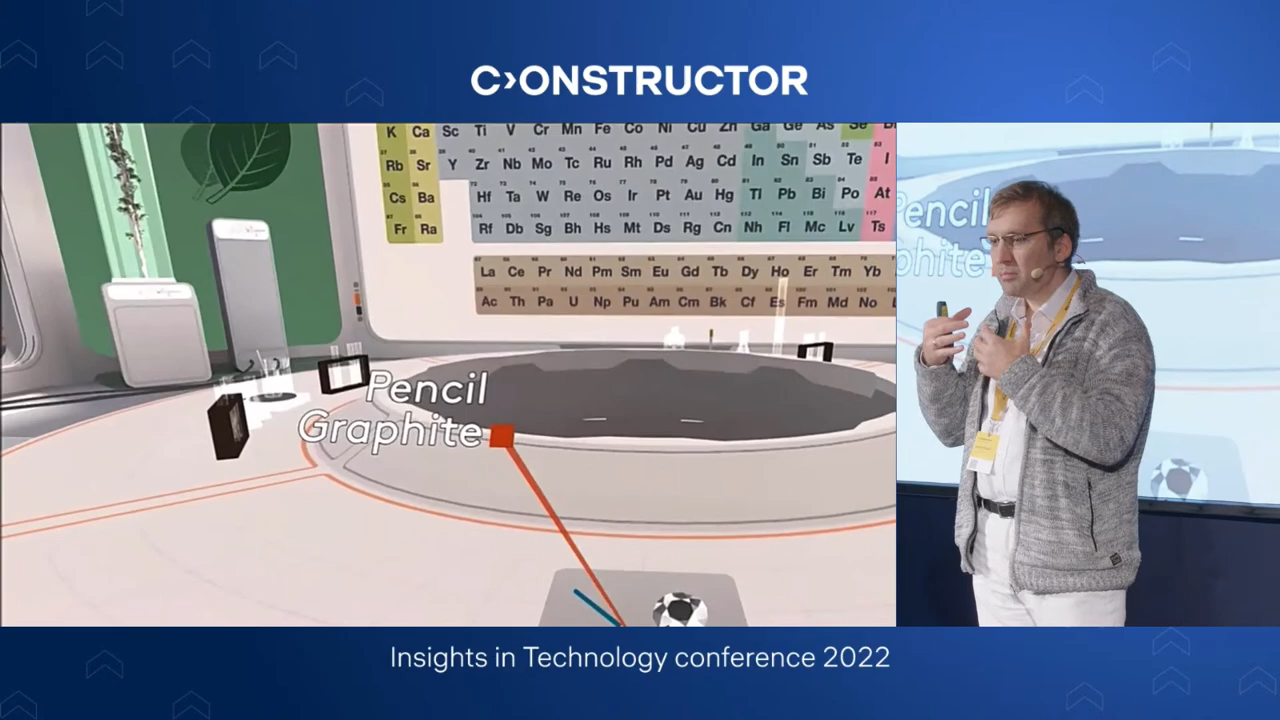 C›ONSTRUCTOR
K Ca Sc Ti V Cr Mn Fe Co Ni Cu Zn Ga Ge As Se
Rb Sr Y Zr Nb Mo Tc Ru Rh Pd Ag Cd In Sn Sb Te I
Cs Ba Hf Ta W Re Os Ir Pt Au Hg Tl Pb Bi Po At
Fr Ra Rf Db Sg Bh Hs Mt Ds Rg Cn Nh Fl Mc Lv Ts
La Ce Pr Nd Pm Sm Eu Gd Tb Dy Ho Er Tm Yb
Ac Th Pa U Np Pu Am Cm Bk Cf Es Fm Md No
Pencil
Graphite
Pencil
phite
Insights in Technology conference 2022